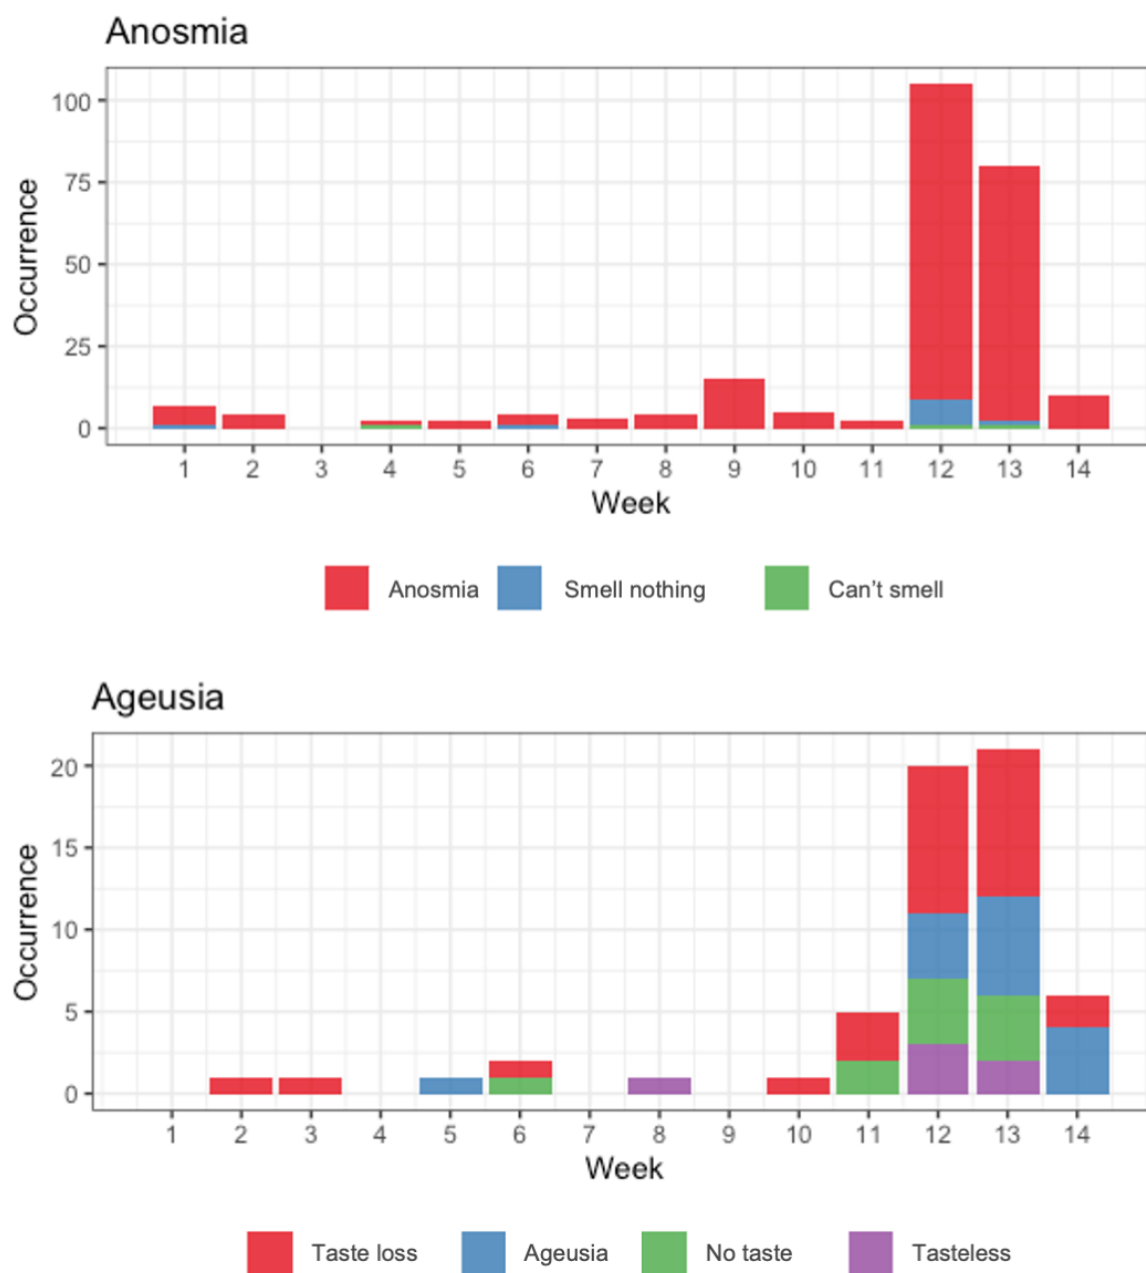 Anosmia
Occurrence
100
75
50
25
0
1 2 3 4 5 6 7 8 9 10 11 12 13 14
Week
Anosmia Smell nothing Can’t smell
Ageusia
Occurrence
20
15
10
5
0
1 2 3 4 5 6 7 8 9 10 11 12 13 14
Week
Taste loss Ageusia No taste Tasteless